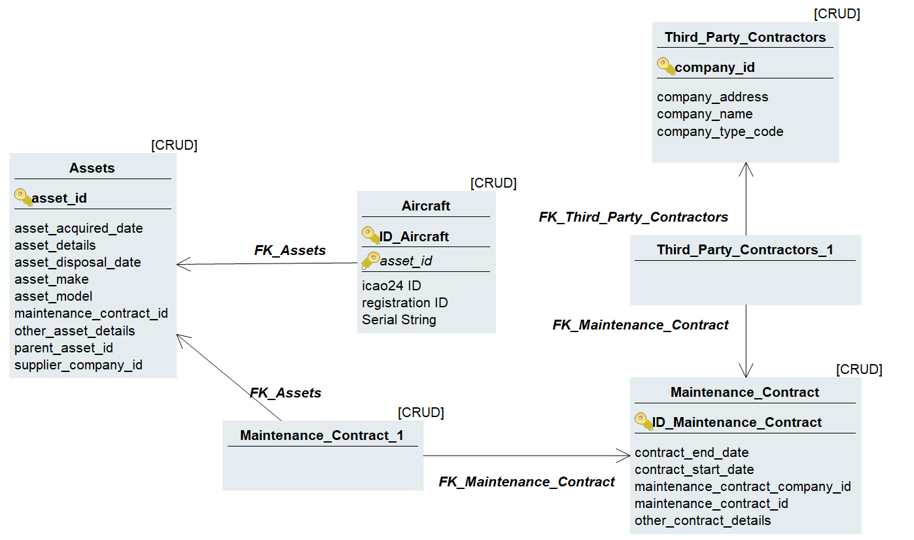 [CRUD]
Third_Party_Contractors
company_id
company_address
company_name
company_type_code
[CRUD]
Assets
asset_id
asset_acquired_date
asset_details
asset_disposal_date
asset_make
asset_model
maintenance_contract_id
other_asset_details
parent_asset_id
supplier_company_id
[CRUD]
Aircraft
ID_Aircraft
asset_id
icao24 ID
registration ID
Serial String
FK_Assets
FK_Third_Party_Contractors
Third_Party_Contractors_1
FK_Maintenance_Contract
FK_Assets
[CRUD]
Maintenance_Contract_1
FK_Maintenance_Contract
[CRUD]
Maintenance_Contract
ID_Maintenance_Contract
contract_end_date
contract_start_date
maintenance_contract_company_id
maintenance_contract_id
other_contract_details